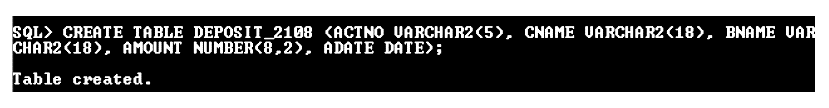 SQL> CREATE TABLE DEPOSIT_2108 (ACTNO VARCHAR2(5), CNAME VARCHAR2(18), BNAME VAR
CHAR2(18), AMOUNT NUMBER(8,2), ADATE DATE);
Table created.